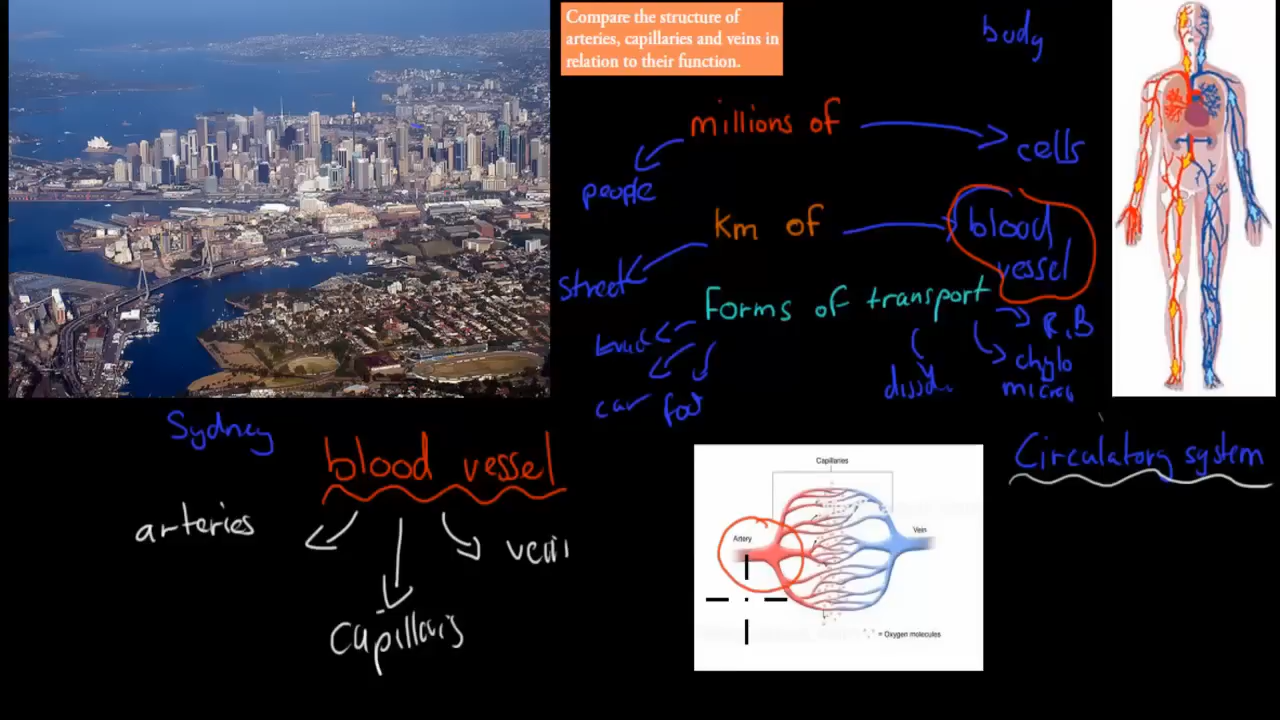 Compare the structure of
arteries, capillaries and veins in
relation to their function.
body
millions of
people
cells
km of
blood
vessel
street
Forms of transport
R.B
chylo
micro
car
Sydney
blood vessel
Circulatory system
arteries
Capillaries
Artery
Vein
= Oxygen molecules